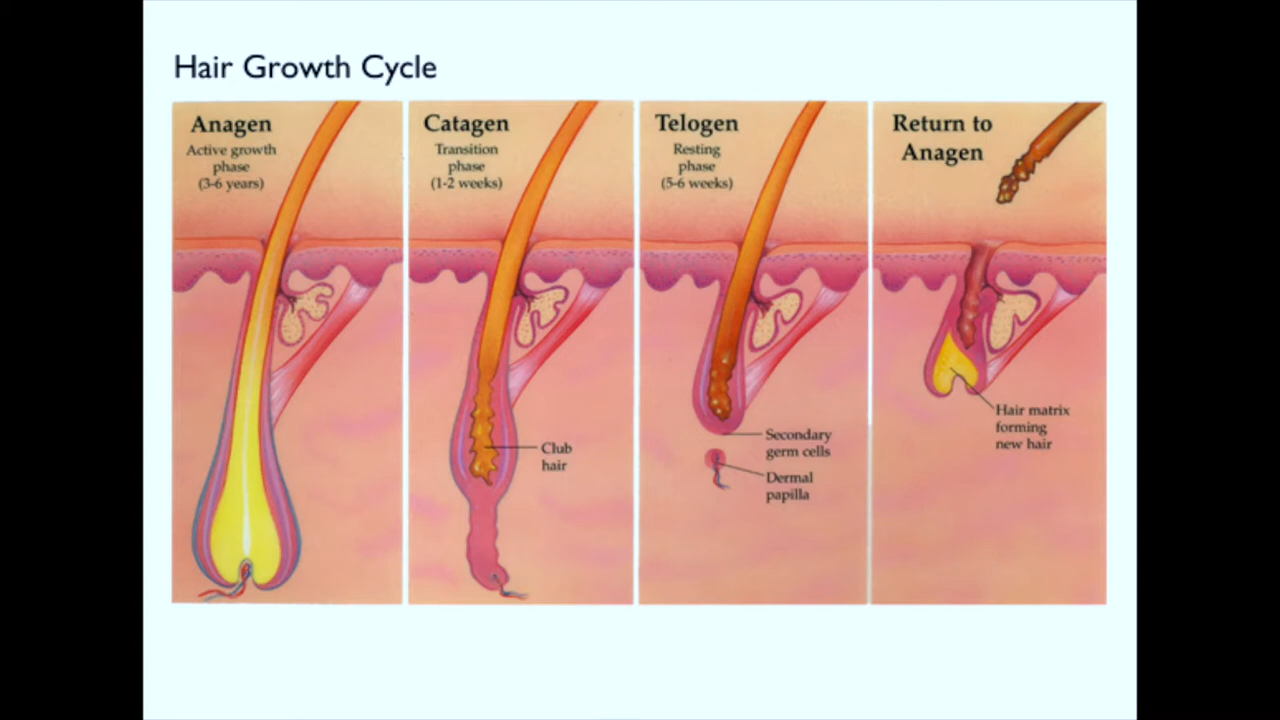 Hair Growth Cycle
Anagen
Active growth
phase
(3-6 years)
Catagen
Transition
phase
(1-2 weeks)
Club
hair
Telogen
Resting
phase
(5-6 weeks)
Secondary
germ cells
Dermal
papilla
Return to
Anagen
Hair matrix
forming
new hair